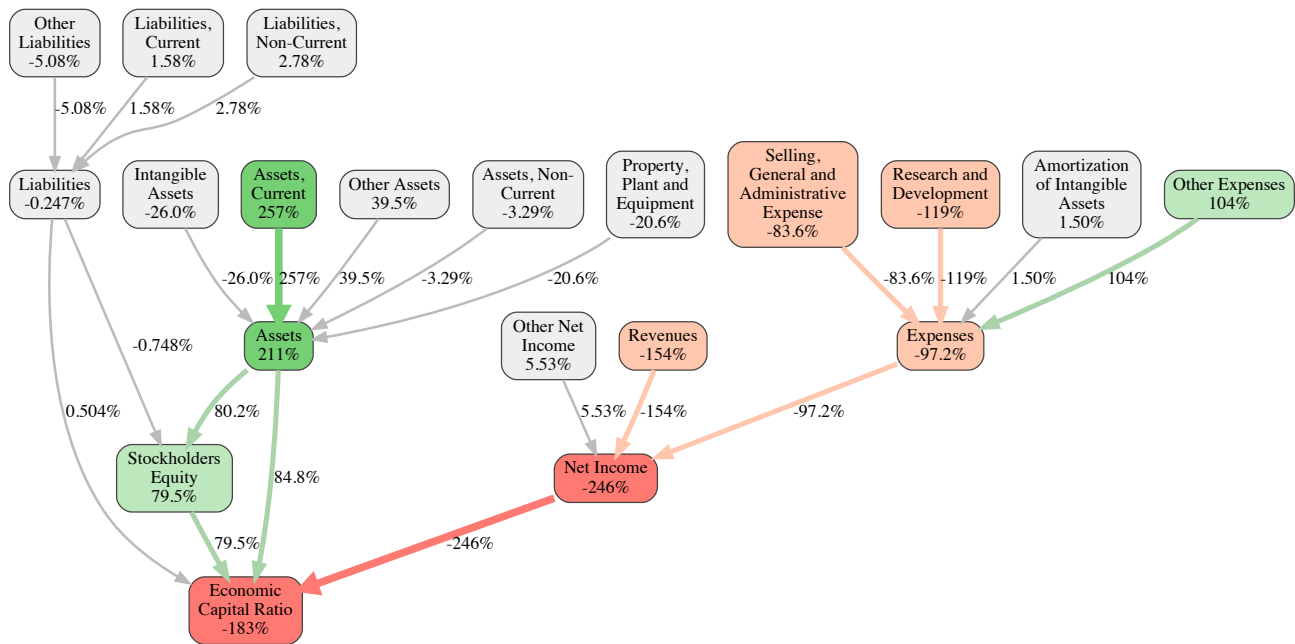 Other
Liabilities
-5.08%
Liabilities,
Current
1.58%
Liabilities,
Non-Current
2.78%
-5.08%
1.58%
2.78%
Liabilities
-0.247%
Intangible
Assets
-26.0%
Assets,
Current
257%
Other Assets
39.5%
Assets, Non-
Current
-3.29%
Property,
Plant and
Equipment
-20.6%
Selling,
General and
Administrative
Expense
-83.6%
Research and
Development
-119%
Amortization
of Intangible
Assets
1.50%
Other Expenses
104%
-26.0%
257%
39.5%
-3.29%
-20.6%
-83.6%
-119%
1.50%
104%
-0.748%
Assets
211%
Other Net
Income
5.53%
Revenues
-154%
Expenses
-97.2%
0.504%
80.2%
5.53%
-154%
-97.2%
Stockholders
Equity
79.5%
84.8%
Net Income
-246%
79.5%
-246%
Economic
Capital Ratio
-183%